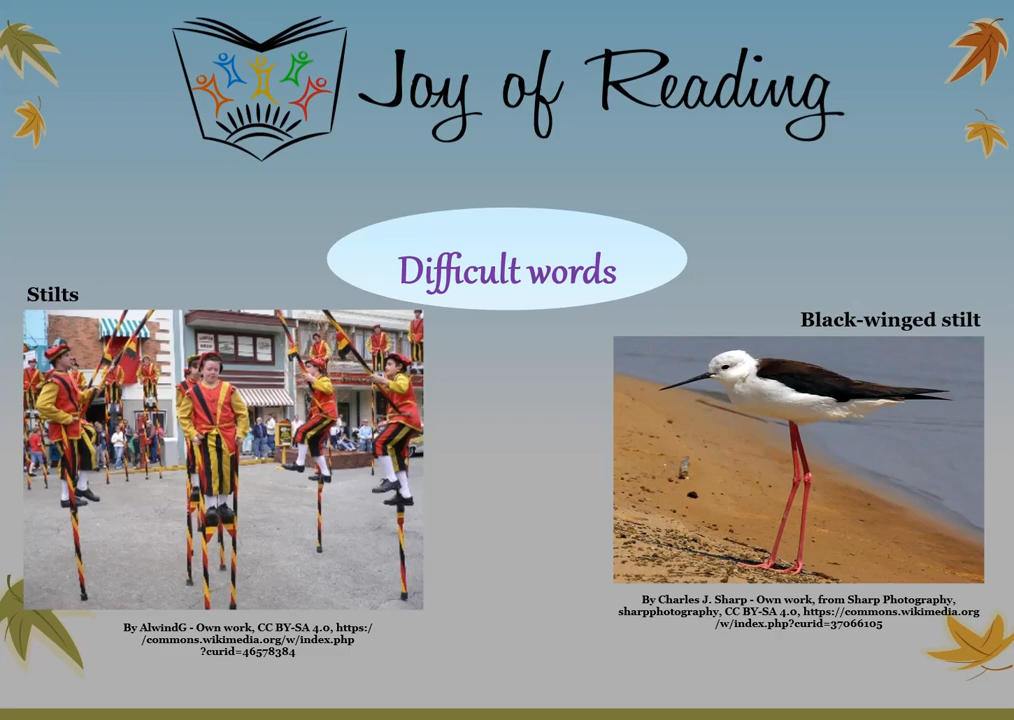 Joy of Reading
Difficult words
Stilts
Black-winged stilt
By AlwindG - Own work, CC BY-SA 4.0, https:/
/commons.wikimedia.org/w/index.php
?curid=46578384
By Charles J. Sharp - Own work, from Sharp Photography,
sharpphotography, CC BY-SA 4.0, https://commons.wikimedia.org
/w/index.php?curid=37066105